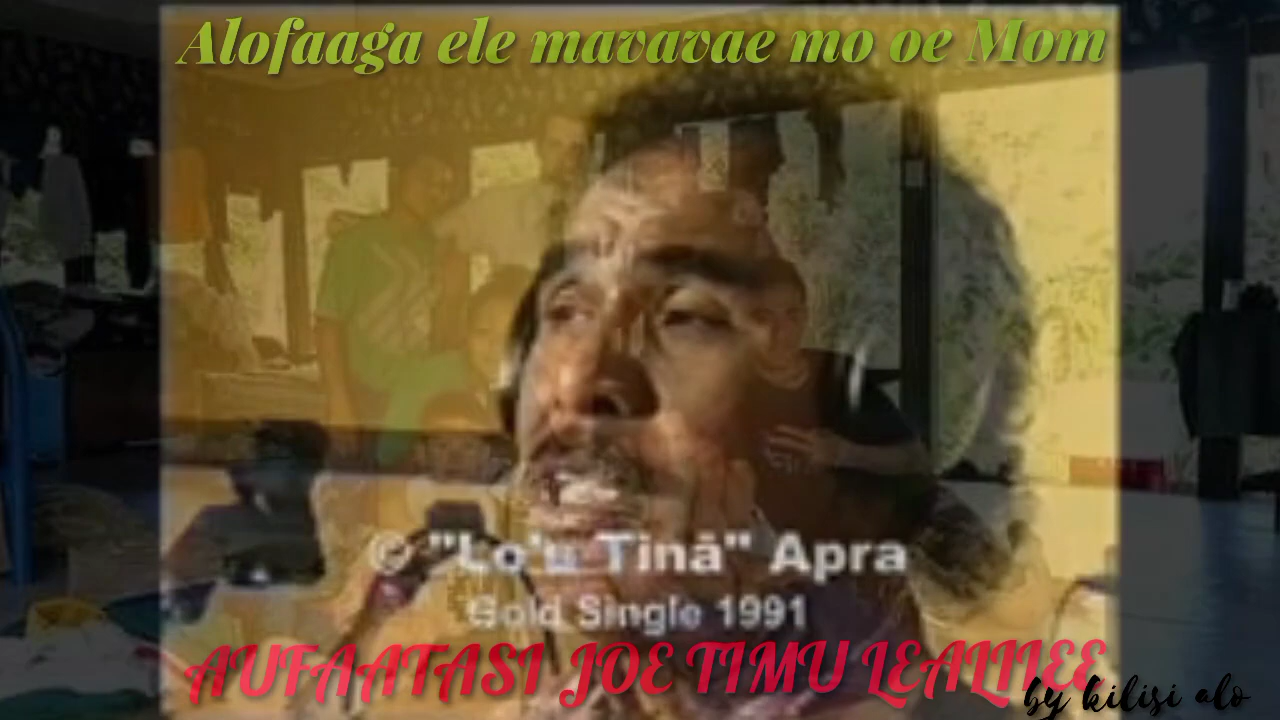 Alofaaga ele mavavae mo oe Mom
© "Lo'u Tinā" Apra
Gold Single 1991
AUFAATASI JOE TIMU LEALIIEE
by kilisi alo